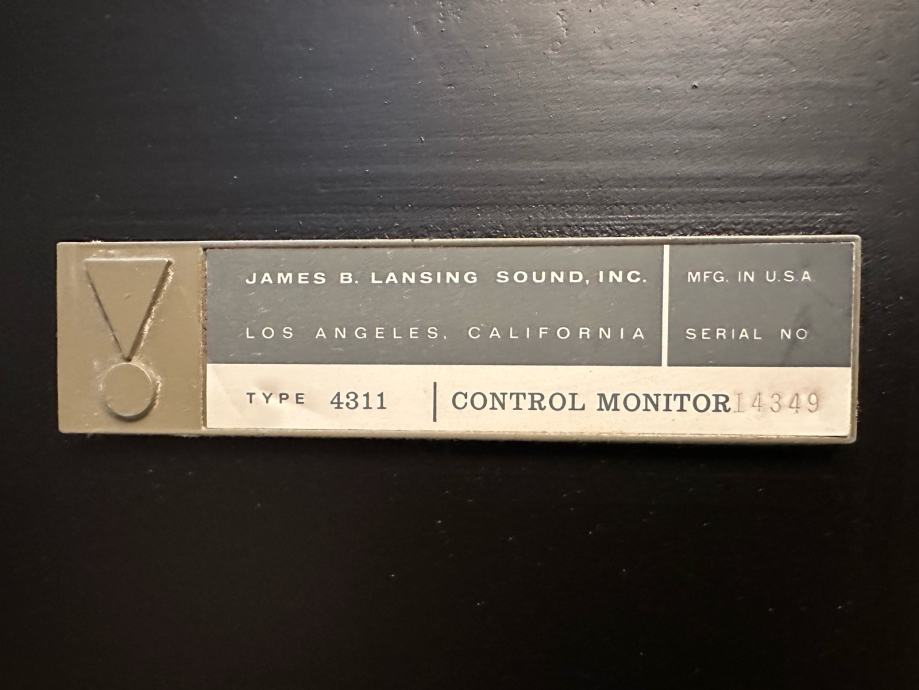 JAMES B. LANSING SOUND, INC.
LOS ANGELES, CALIFORNIA
MFG. IN U.S.A.
SERIAL NO
TYPE 4311 | CONTROL MONITOR 14349